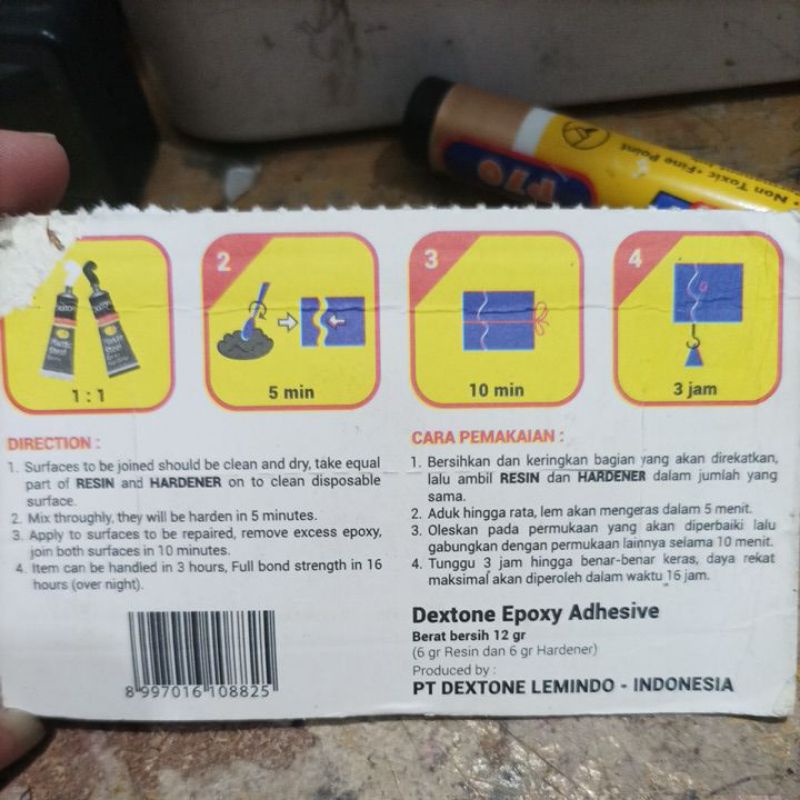 P70
Non Toxic • Fine Point
1 : 1
2
5 min
3
10 min
4
3 jam
DIRECTION :
1. Surfaces to be joined should be clean and dry, take equal
part of RESIN and HARDENER on to clean disposable
surface.
2. Mix throughly, they will be harden in 5 minutes.
3. Apply to surfaces to be repaired, remove excess epoxy,
join both surfaces in 10 minutes.
4. Item can be handled in 3 hours, Full bond strength in 16
hours (over night).
8 997016 108825
CARA PEMAKAIAN :
1. Bersihkan dan keringkan bagian yang akan direkatkan,
lalu ambil RESIN dan HARDENER dalam jumlah yang
sama.
2. Aduk hingga rata, lem akan mengeras dalam 5 menit.
3. Oleskan pada permukaan yang akan diperbaiki lalu
gabungkan dengan permukaan lainnya selama 10 menit.
4. Tunggu 3 jam hingga benar-benar keras, daya rekat
maksimal akan diperoleh dalam waktu 16 jam.
Dextone Epoxy Adhesive
Berat bersih 12 gr
(6 gr Resin dan 6 gr Hardener)
Produced by :
PT DEXTONE LEMINDO - INDONESIA